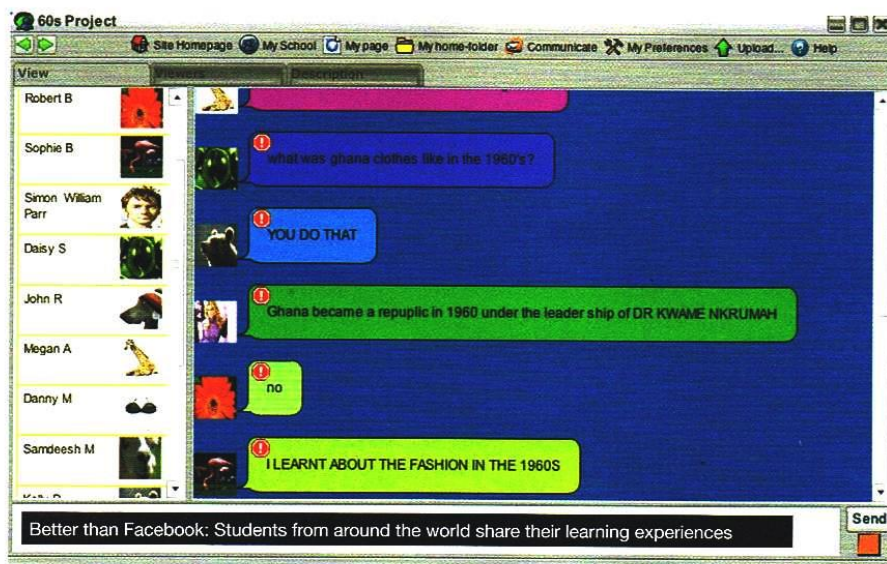 60s Project
Site Homepage My School My page My home-folder Communicate My Preferences Upload... Help
View Viewers Description
Robert B
Sophie B
what was ghana clothes like in the 1960's?
Simon William
Parr
YOU DO THAT
Daisy S
John R
Ghana became a repuplic in 1960 under the leader ship of DR KWAME NKRUMAH
Megan A
Danny M
no
Samdeesh M
I LEARNT ABOUT THE FASHION IN THE 1960S
Better than Facebook: Students from around the world share their learning experiences
Send